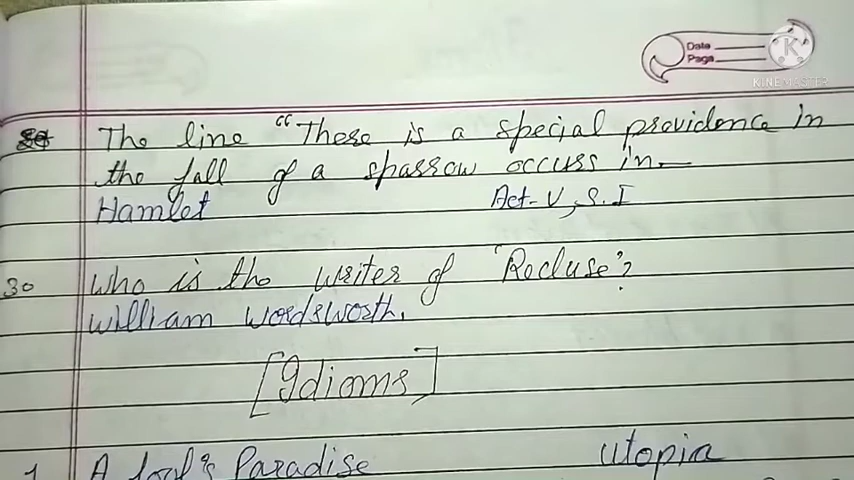 Date
Page
KINEMASTER
The line "There is a special providence in
the fall of a sparrow occurs in—
Hamlet Act-V, S.I
30 Who is the writer of 'Recluse'?
William Wordsworth.
[Idioms]
1 A fool's Paradise utopia